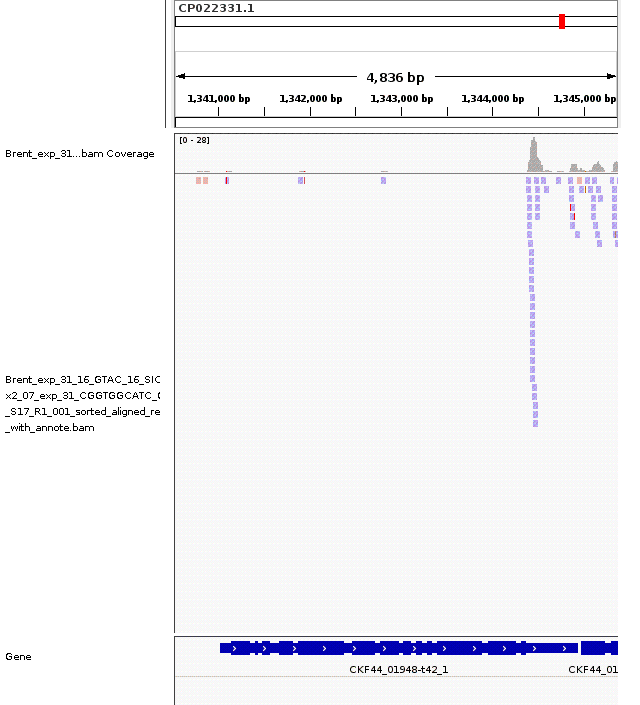 CP022331.1
4,836 bp
1,341,000 bp 1,342,000 bp 1,343,000 bp 1,344,000 bp 1,345,000 bp
[0 - 28]
Brent_exp_31...bam Coverage
Brent_exp_31_16_GTAC_16_SIC
x2_07_exp_31_CGGTGGCATC_
_S17_R1_001_sorted_aligned_re
_with_annote.bam
Gene
CKF44_01948-t42_1 CKF44_01